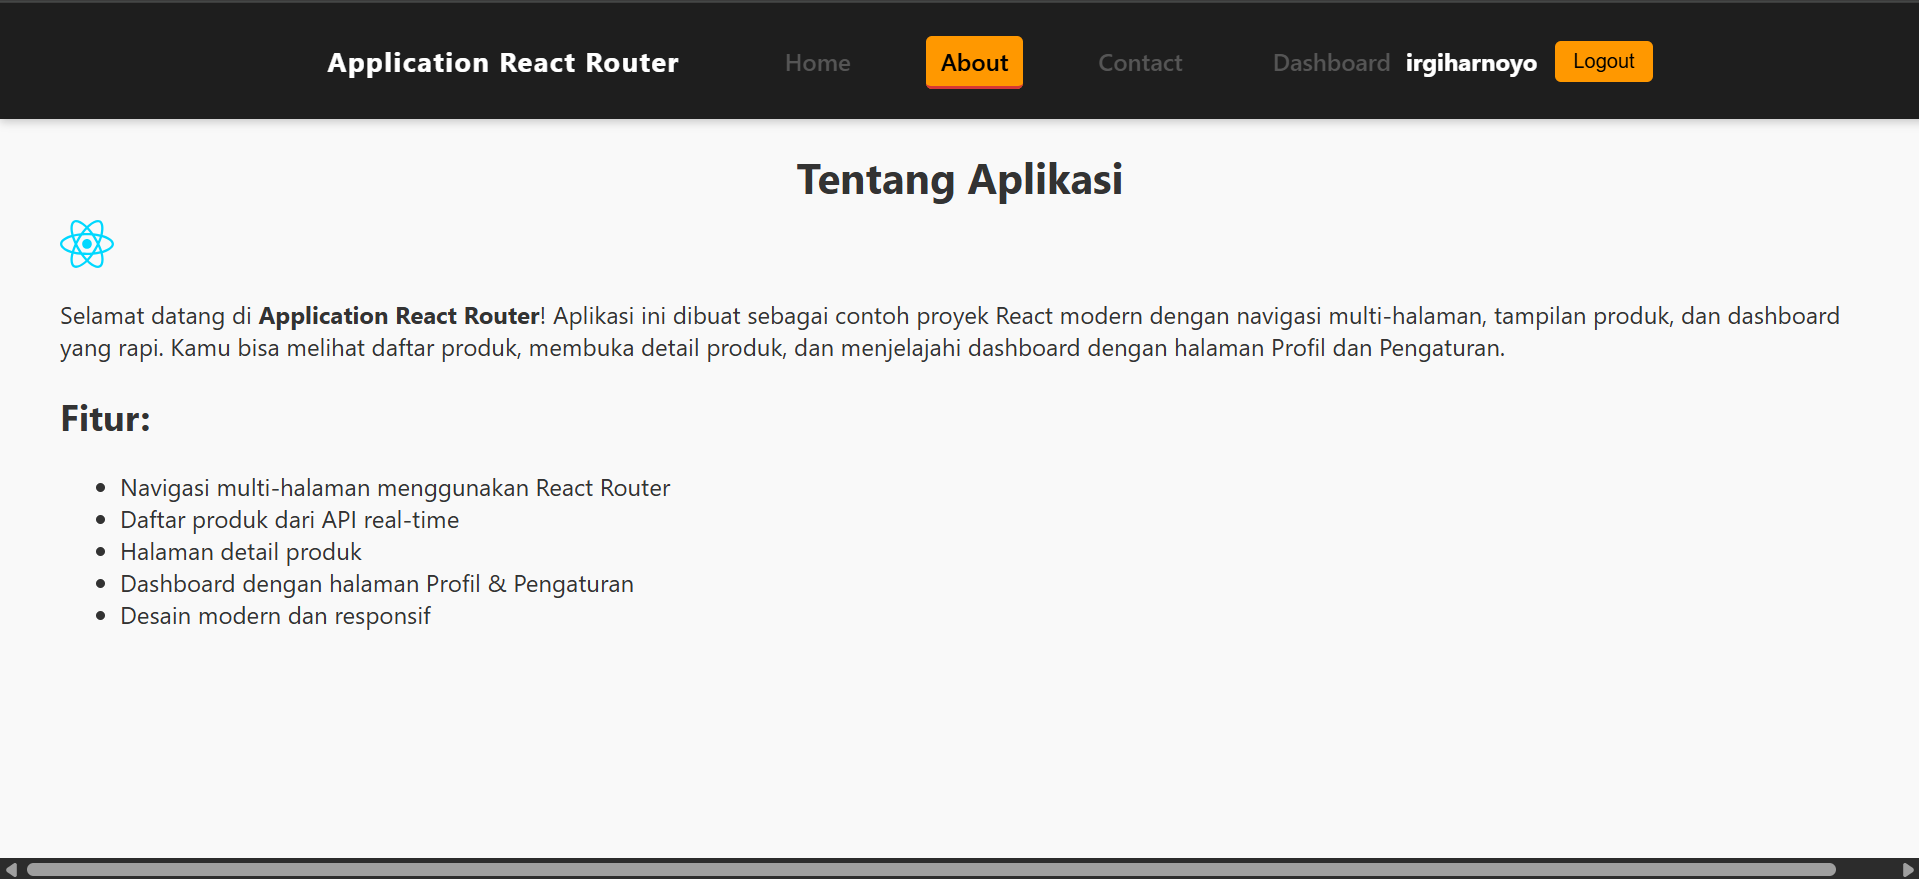 Application React Router Home About Contact Dashboard irgiharnoyo Logout
Tentang Aplikasi
Selamat datang di Application React Router! Aplikasi ini dibuat sebagai contoh proyek React modern dengan navigasi multi-halaman, tampilan produk, dan dashboard
yang rapi. Kamu bisa melihat daftar produk, membuka detail produk, dan menjelajahi dashboard dengan halaman Profil dan Pengaturan.
Fitur:
Navigasi multi-halaman menggunakan React Router
Daftar produk dari API real-time
Halaman detail produk
Dashboard dengan halaman Profil & Pengaturan
Desain modern dan responsif